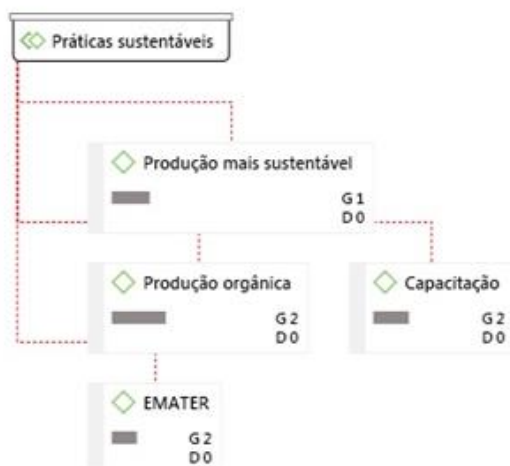 Práticas sustentáveis
Produção mais sustentável
G 1
D 0
Produção orgânica
G 2
D 0
Capacitação
G 2
D 0
EMATER
G 2
D 0